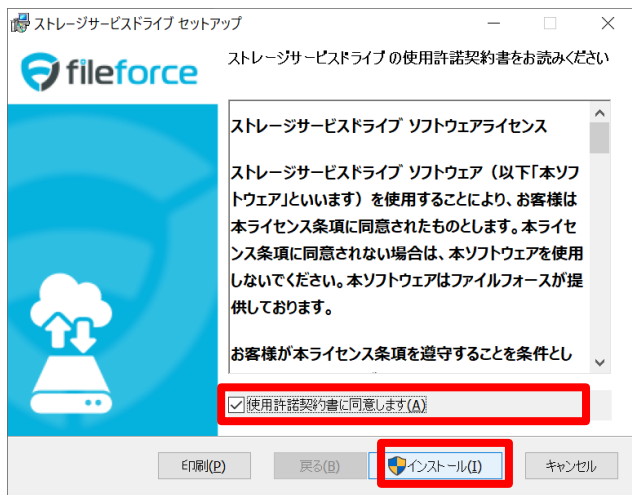 ストレージサービスドライブ セットアップ
fileforce
ストレージサービスドライブ の使用許諾契約書をお読みください
ストレージサービスドライブ ソフトウェアライセンス
ストレージサービスドライブ ソフトウェア（以下「本ソフ
トウェア」といいます）を使用することにより、お客様は
本ライセンス条項に同意されたものとします。本ライセ
ンス条項に同意されない場合は、本ソフトウェアを使用
しないでください。本ソフトウェアはファイルフォースが提
供しております。
お客様が本ライセンス条項を遵守することを条件とし
使用許諾契約書に同意します(A)
印刷(P)
戻る(B)
インストール(I)
キャンセル